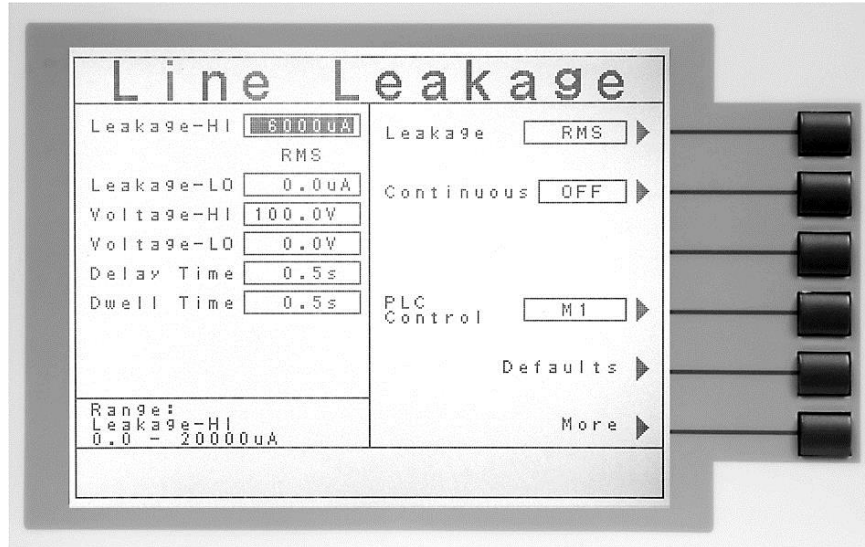 Line Leakage
Leakage-HI 6000uA
RMS
Leakage-LO 0.0uA
Voltage-HI 100.0V
Voltage-LO 0.0V
Delay Time 0.5s
Dwell Time 0.5s
Range:
Leakage-HI
0.0 - 20000uA
Leakage RMS
Continuous OFF
PLC
Control M1
Defaults
More